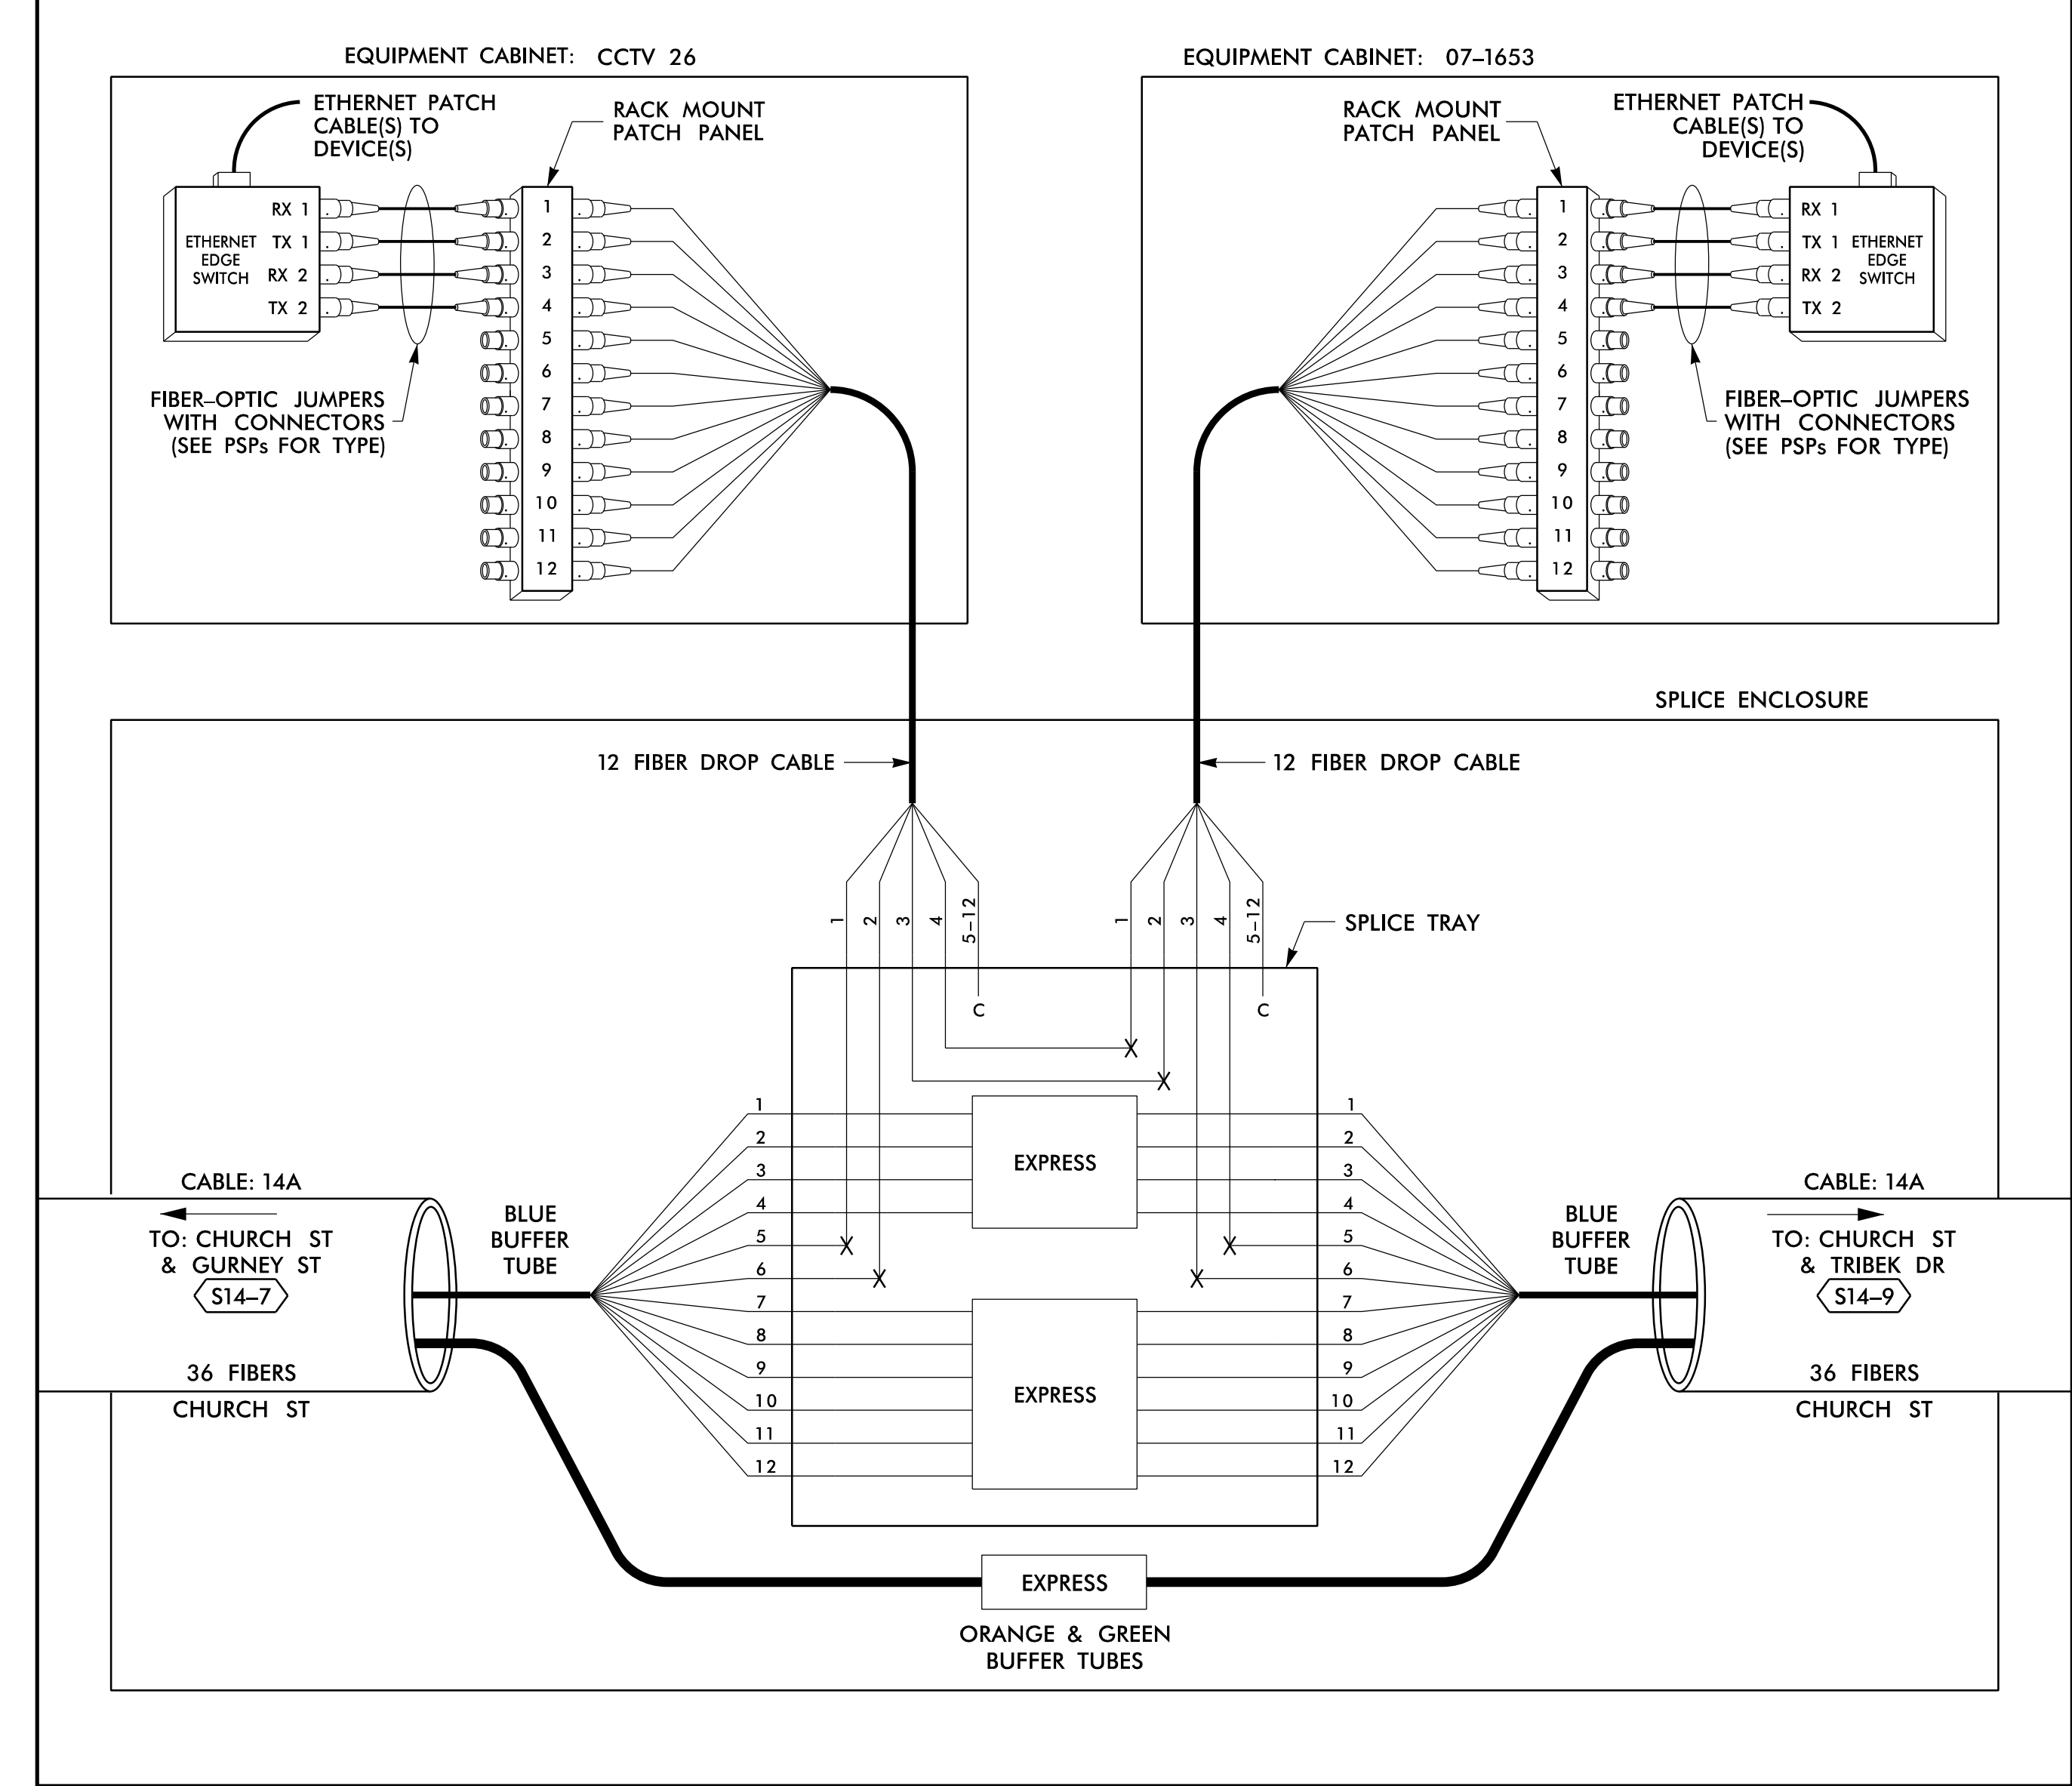 EQUIPMENT CABINET: CCTV 26
ETHERNET PATCH
CABLE(S) TO
DEVICE(S)
RACK MOUNT
PATCH PANEL
RX 1
TX 1
RX 2
TX 2
ETHERNET
EDGE
SWITCH
1
2
3
4
5
6
7
8
9
10
11
12
FIBER–OPTIC JUMPERS
WITH CONNECTORS
(SEE PSPs FOR TYPE)
EQUIPMENT CABINET: 07–1653
RACK MOUNT
PATCH PANEL
ETHERNET PATCH
CABLE(S) TO
DEVICE(S)
1
2
3
4
5
6
7
8
9
10
11
12
RX 1
TX 1
RX 2
TX 2
ETHERNET
EDGE
SWITCH
FIBER–OPTIC JUMPERS
WITH CONNECTORS
(SEE PSPs FOR TYPE)
SPLICE ENCLOSURE
12 FIBER DROP CABLE
12 FIBER DROP CABLE
1
2
3
4
5–12
1
2
3
4
5–12
SPLICE TRAY
C
C
1
2
3
4
5
6
7
8
9
10
11
12
EXPRESS
EXPRESS
1
2
3
4
5
6
7
8
9
10
11
12
CABLE: 14A
TO: CHURCH ST
& GURNEY ST
S14–7
36 FIBERS
CHURCH ST
BLUE
BUFFER
TUBE
BLUE
BUFFER
TUBE
CABLE: 14A
TO: CHURCH ST
& TRIBEK DR
S14–9
36 FIBERS
CHURCH ST
EXPRESS
ORANGE & GREEN
BUFFER TUBES